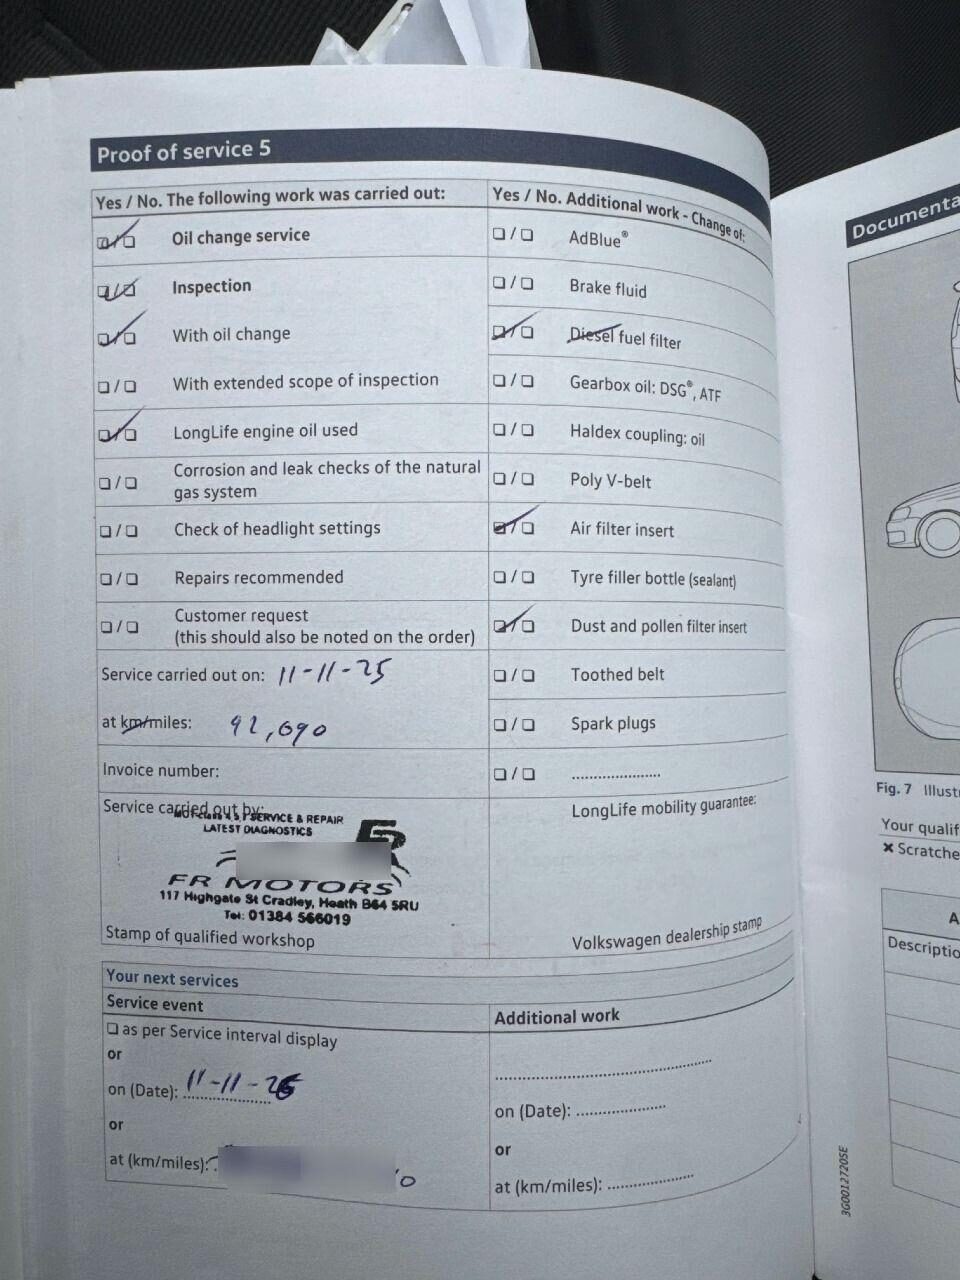 Proof of service 5
Yes / No. The following work was carried out:
❏ / ❏ Oil change service
❏ / ❏ Inspection
❏ / ❏ With oil change
❏ / ❏ With extended scope of inspection
❏ / ❏ LongLife engine oil used
❏ / ❏ Corrosion and leak checks of the natural
gas system
❏ / ❏ Check of headlight settings
❏ / ❏ Repairs recommended
❏ / ❏ Customer request
(this should also be noted on the order)
Service carried out on: 11-11-25
at km/miles: 92,090
Invoice number:
Service carried out by:
SERVICE & REPAIR
LATEST DIAGNOSTICS
FR MOTORS
117 Highgate St Cradley, Heath B64 5RU
Tel: 01384 566019
Stamp of qualified workshop
Yes / No. Additional work - Change of:
❏ / ❏ AdBlue®
❏ / ❏ Brake fluid
❏ / ❏ Diesel fuel filter
❏ / ❏ Gearbox oil: DSG®, ATF
❏ / ❏ Haldex coupling: oil
❏ / ❏ Poly V-belt
❏ / ❏ Air filter insert
❏ / ❏ Tyre filler bottle (sealant)
❏ / ❏ Dust and pollen filter insert
❏ / ❏ Toothed belt
❏ / ❏ Spark plugs
❏ / ❏ ......................
LongLife mobility guarantee:
Volkswagen dealership stamp
Your next services
Service event
❏ as per Service interval display
or
on (Date): 11-11-26
or
at (km/miles):
Additional work
on (Date): ......................
or
at (km/miles): ......................
3G0012720SE
Documenta
Fig. 7 Illust
Your qualif
✖ Scratche
A
Descriptio